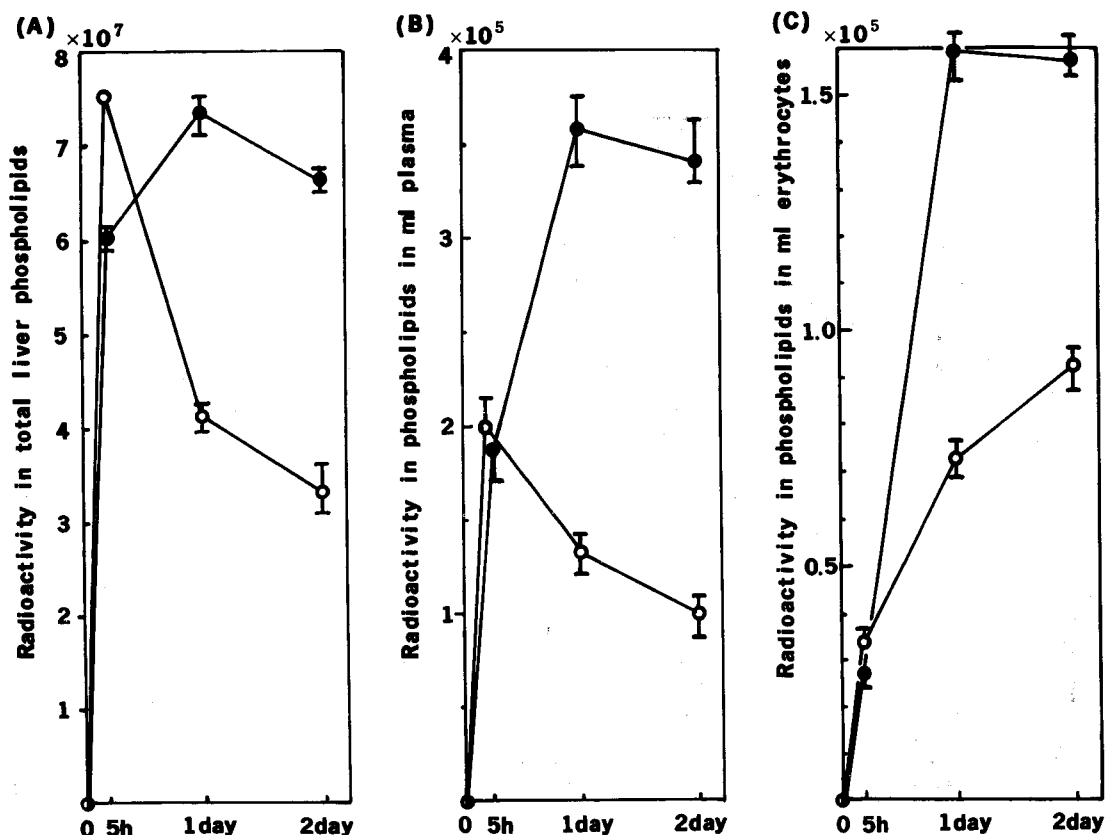 (A)
×10⁷
8
7
6
5
4
3
2
1
0 5h 1day 2day
Radioactivity in total liver phospholipids
(B)
×10⁵
4
3
2
1
0 5h 1day 2day
Radioactivity in phospholipids in ml plasma
(C)
×10⁵
1.5
1.0
0.5
0 5h 1day 2day
Radioactivity in phospholipids in ml erythrocytes